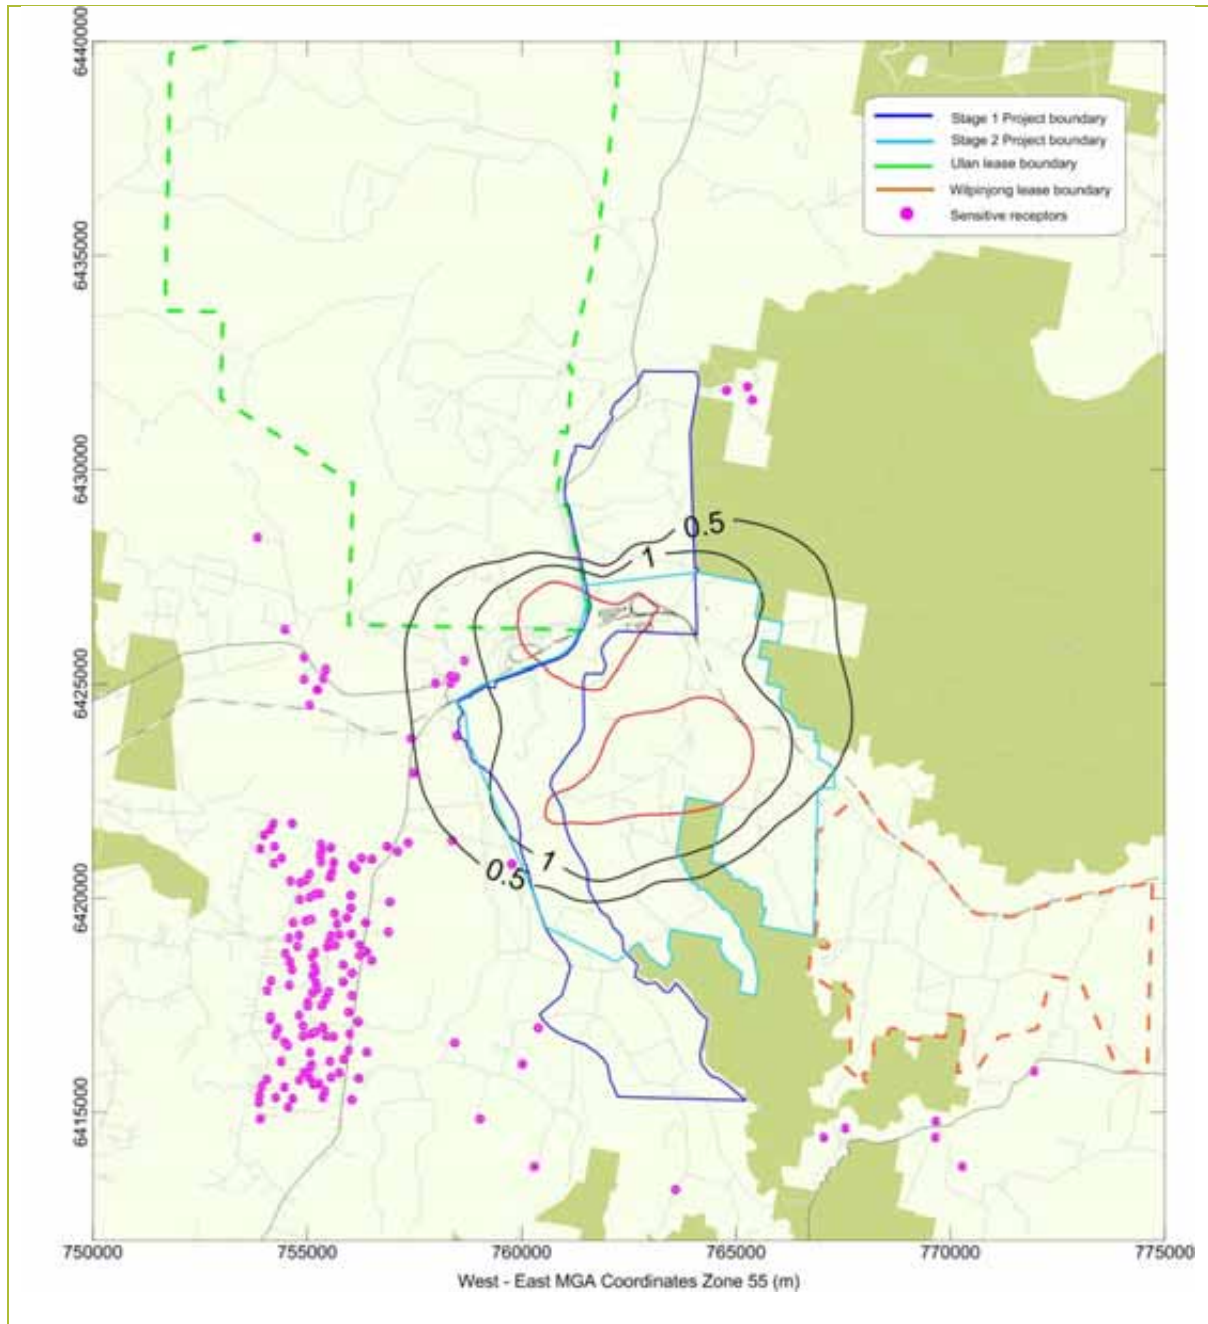 6440000
6435000
6430000
6425000
6420000
6415000
Stage 1 Project boundary
Stage 2 Project boundary
Ulan lease boundary
Wilpinjong lease boundary
Sensitive receptors
0.5
1
1
0.5
750000
755000
760000
765000
770000
775000
West - East MGA Coordinates Zone 55 (m)